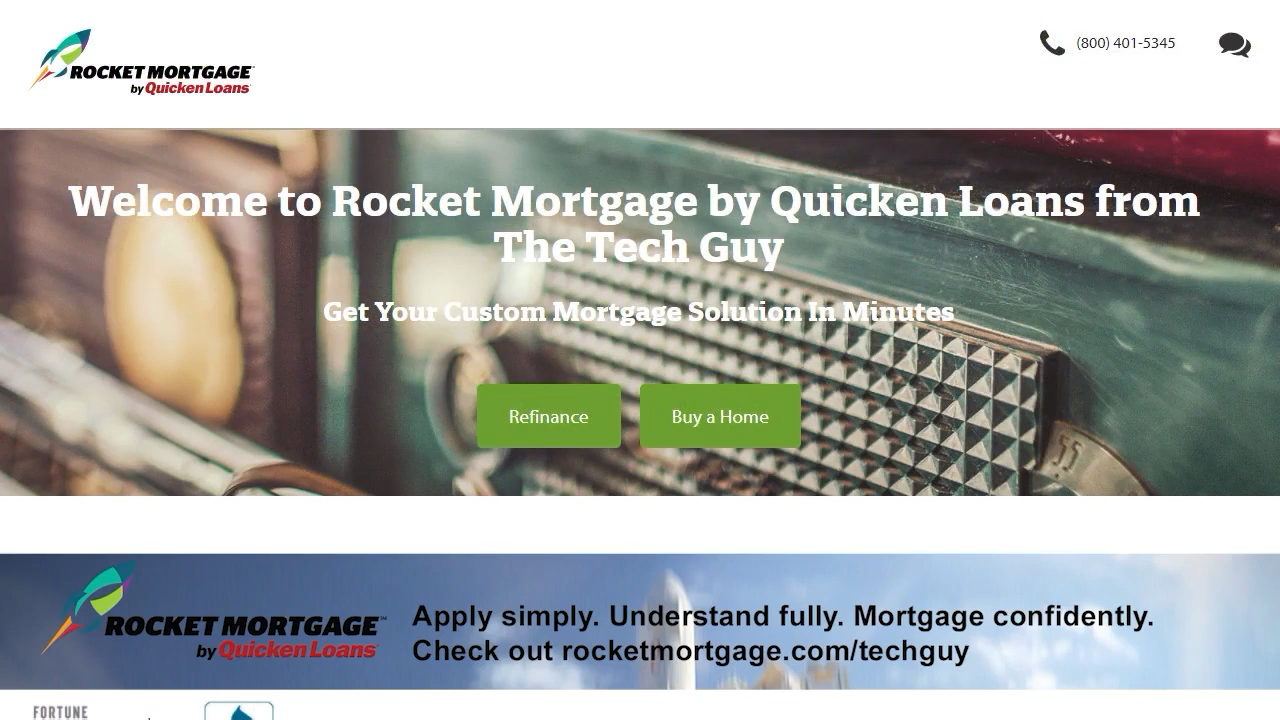 ROCKET MORTGAGE
by Quicken Loans
(800) 401-5345
Welcome to Rocket Mortgage by Quicken Loans from
The Tech Guy
Get Your Custom Mortgage Solution In Minutes
Refinance
Buy a Home
55
ROCKET MORTGAGE™
by Quicken Loans
Apply simply. Understand fully. Mortgage confidently.
Check out rocketmortgage.com/techguy
FORTUNE